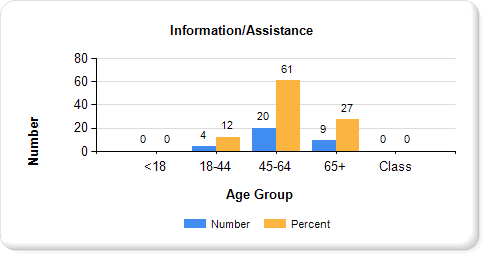 Information/Assistance
80
60
40
20
0
Number
0 0 4 12 20 61 9 27 0 0
<18 18-44 45-64 65+ Class
Age Group
Number Percent